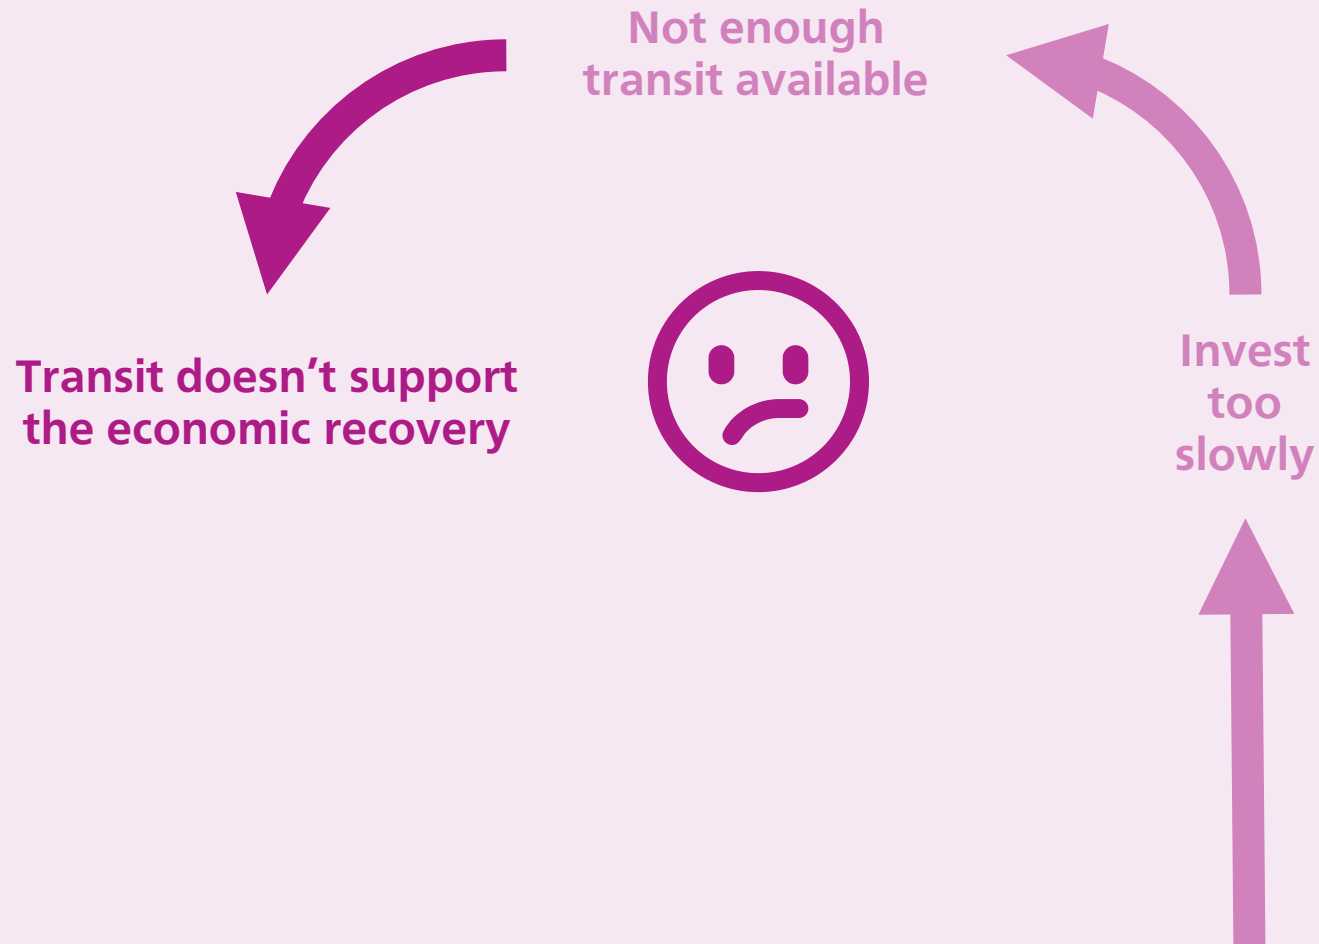 Not enough
transit available
Transit doesn’t support
the economic recovery
Invest
too
slowly